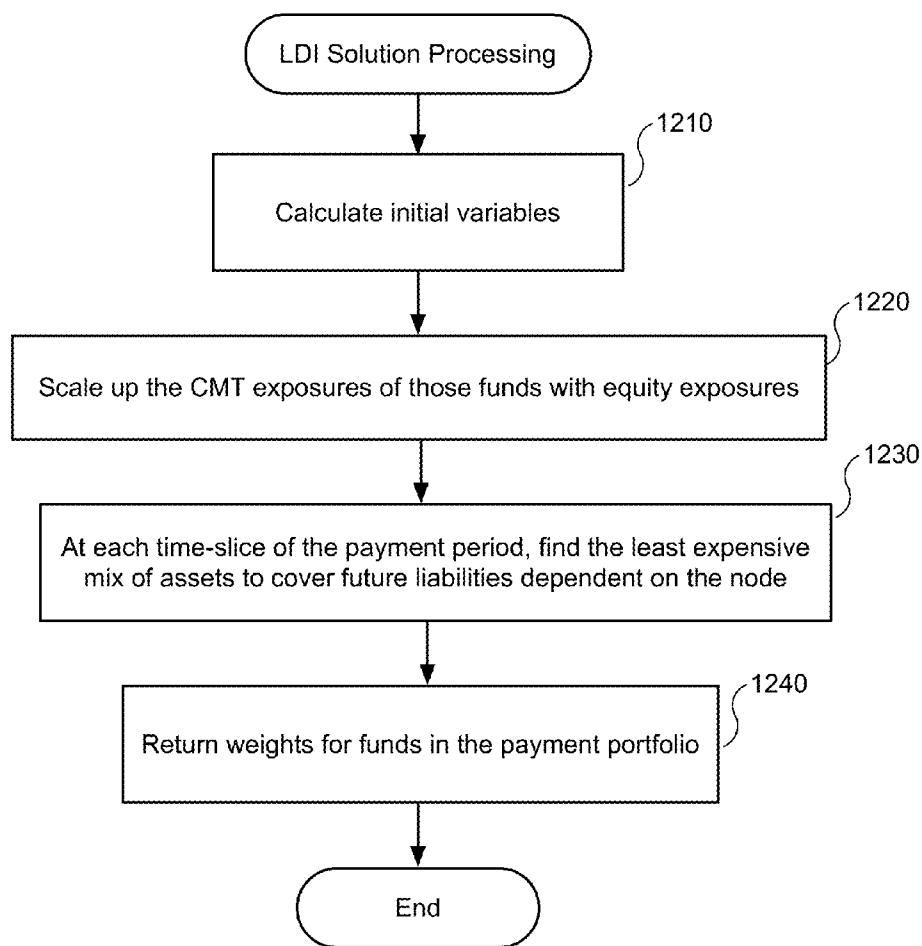 LDI Solution Processing
1210
Calculate initial variables
1220
Scale up the CMT exposures of those funds with equity exposures
1230
At each time-slice of the payment period, find the least expensive
mix of assets to cover future liabilities dependent on the node
1240
Return weights for funds in the payment portfolio
End